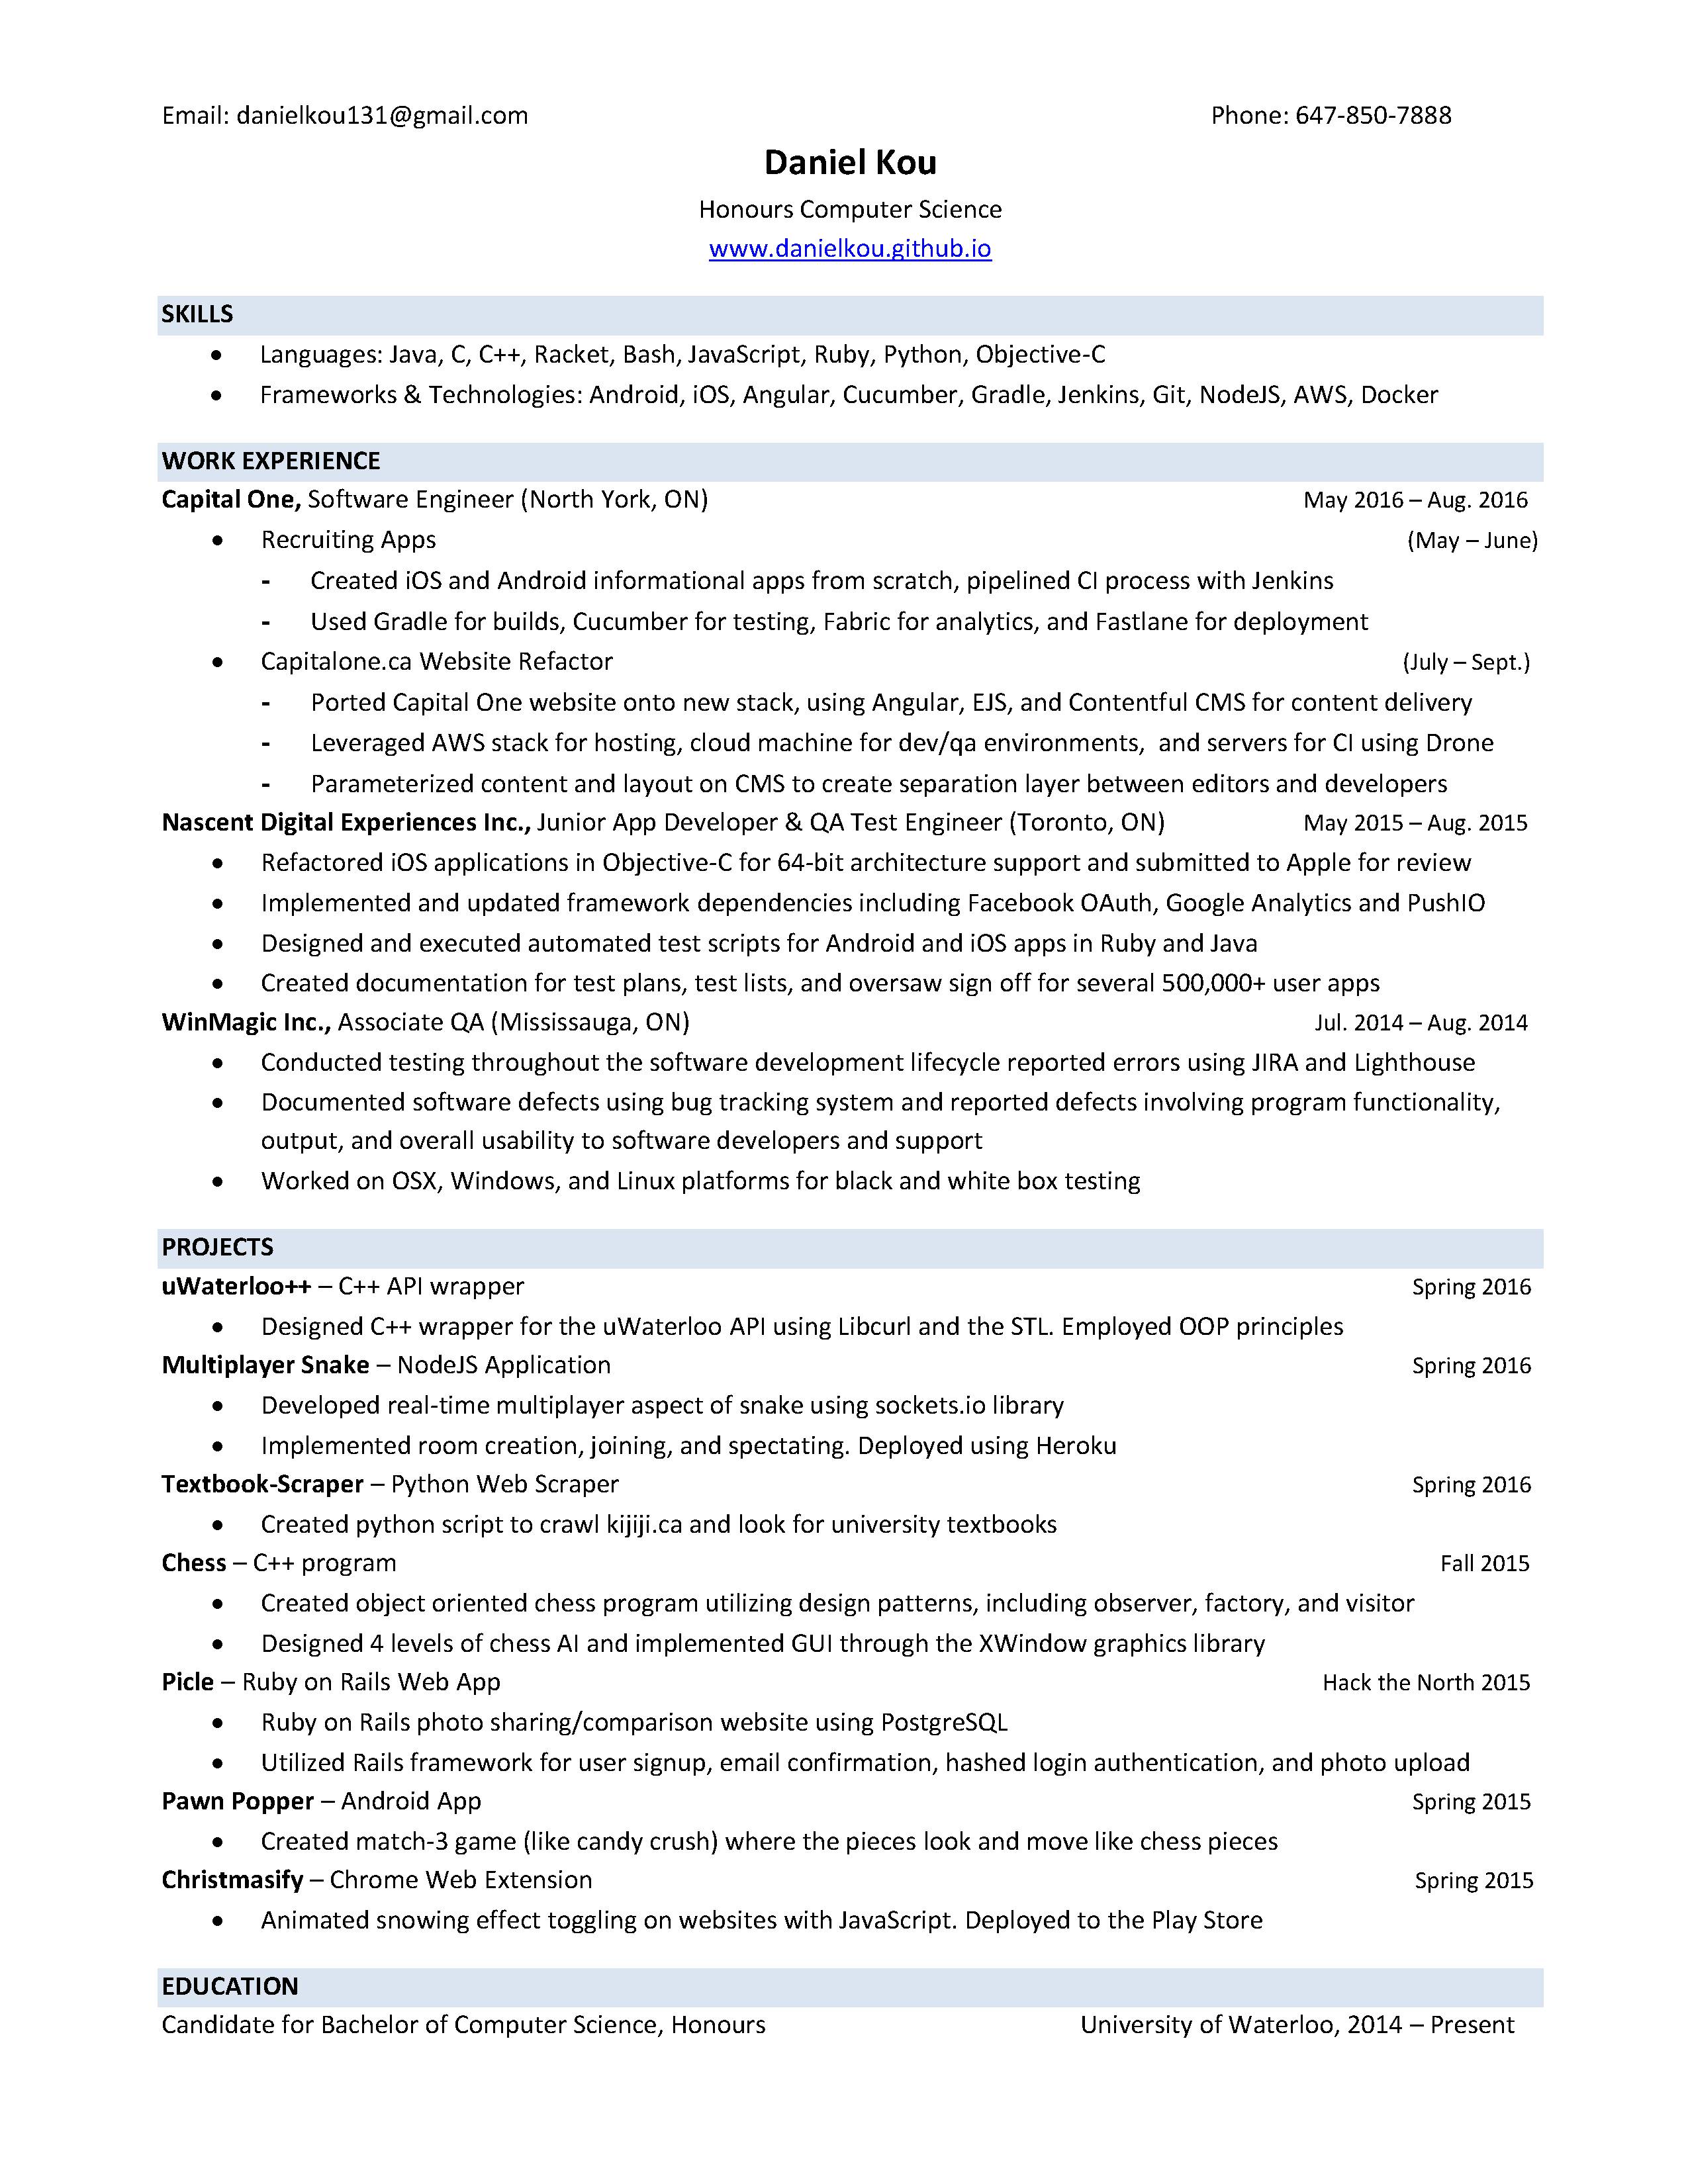 Email: danielkou131@gmail.com Phone: 647-850-7888
Daniel Kou
Honours Computer Science
www.danielkou.github.io
SKILLS
• Languages: Java, C, C++, Racket, Bash, JavaScript, Ruby, Python, Objective-C
• Frameworks & Technologies: Android, iOS, Angular, Cucumber, Gradle, Jenkins, Git, NodeJS, AWS, Docker
WORK EXPERIENCE
Capital One, Software Engineer (North York, ON) May 2016 – Aug. 2016
• Recruiting Apps (May – June)
- Created iOS and Android informational apps from scratch, pipelined CI process with Jenkins
- Used Gradle for builds, Cucumber for testing, Fabric for analytics, and Fastlane for deployment
• Capitalone.ca Website Refactor (July – Sept.)
- Ported Capital One website onto new stack, using Angular, EJS, and Contentful CMS for content delivery
- Leveraged AWS stack for hosting, cloud machine for dev/qa environments, and servers for CI using Drone
- Parameterized content and layout on CMS to create separation layer between editors and developers
Nascent Digital Experiences Inc., Junior App Developer & QA Test Engineer (Toronto, ON) May 2015 – Aug. 2015
• Refactored iOS applications in Objective-C for 64-bit architecture support and submitted to Apple for review
• Implemented and updated framework dependencies including Facebook OAuth, Google Analytics and PushIO
• Designed and executed automated test scripts for Android and iOS apps in Ruby and Java
• Created documentation for test plans, test lists, and oversaw sign off for several 500,000+ user apps
WinMagic Inc., Associate QA (Mississauga, ON) Jul. 2014 – Aug. 2014
• Conducted testing throughout the software development lifecycle reported errors using JIRA and Lighthouse
• Documented software defects using bug tracking system and reported defects involving program functionality,
output, and overall usability to software developers and support
• Worked on OSX, Windows, and Linux platforms for black and white box testing
PROJECTS
uWaterloo++ – C++ API wrapper Spring 2016
• Designed C++ wrapper for the uWaterloo API using Libcurl and the STL. Employed OOP principles
Multiplayer Snake – NodeJS Application Spring 2016
• Developed real-time multiplayer aspect of snake using sockets.io library
• Implemented room creation, joining, and spectating. Deployed using Heroku
Textbook-Scraper – Python Web Scraper Spring 2016
• Created python script to crawl kijiji.ca and look for university textbooks
Chess – C++ program Fall 2015
• Created object oriented chess program utilizing design patterns, including observer, factory, and visitor
• Designed 4 levels of chess AI and implemented GUI through the XWindow graphics library
Picle – Ruby on Rails Web App Hack the North 2015
• Ruby on Rails photo sharing/comparison website using PostgreSQL
• Utilized Rails framework for user signup, email confirmation, hashed login authentication, and photo upload
Pawn Popper – Android App Spring 2015
• Created match-3 game (like candy crush) where the pieces look and move like chess pieces
Christmasify – Chrome Web Extension Spring 2015
• Animated snowing effect toggling on websites with JavaScript. Deployed to the Play Store
EDUCATION
Candidate for Bachelor of Computer Science, Honours University of Waterloo, 2014 – Present